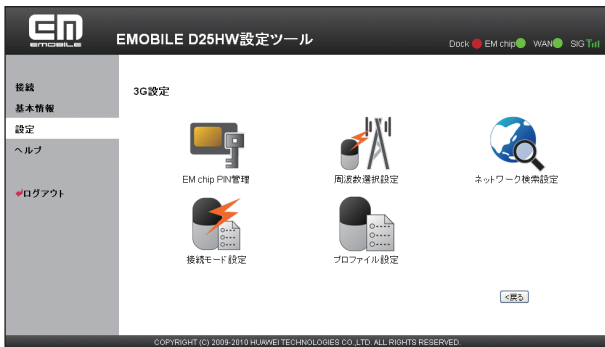 EM
EMOBILE
EMOBILE D25HW設定ツール
Dock EM chip WAN SIG
接続
基本情報
設定
ヘルプ
ログアウト
3G設定
EM chip PIN管理 周波数選択設定 ネットワーク検索設定
接続モード設定 プロファイル設定
<戻る
COPYRIGHT (C) 2009-2010 HUAWEI TECHNOLOGIES CO.,LTD. ALL RIGHTS RESERVED